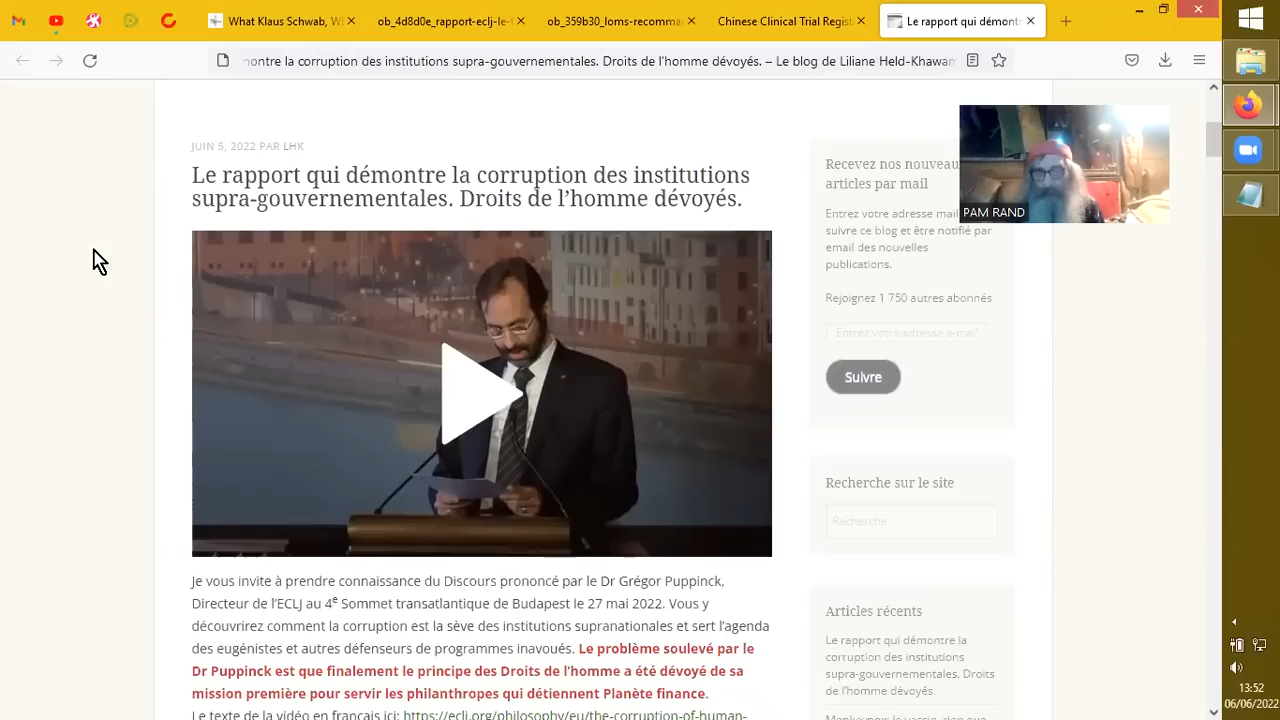 What Klaus Schwab, WE
ob_4d8d0e_rapport-eclj-le-
ob_359b30_loms-recomma
Chinese Clinical Trial Regist
Le rapport qui démont
ontre la corruption des institutions supra-gouvernementales. Droits de l'homme dévoyés. – Le blog de Liliane Held-Khawam
JUIN 5, 2022 PAR LHK
Le rapport qui démontre la corruption des institutions
supra-gouvernementales. Droits de l’homme dévoyés.
Je vous invite à prendre connaissance du Discours prononcé par le Dr Grégor Puppinck,
Directeur de l’ECLJ au 4e Sommet transatlantique de Budapest le 27 mai 2022. Vous y
découvrirez comment la corruption est la sève des institutions supranationales et sert l’agenda
des eugénistes et autres défenseurs de programmes inavoués. Le problème soulevé par le
Dr Puppinck est que finalement le principe des Droits de l’homme a été dévoyé de sa
mission première pour servir les philanthropes qui détiennent Planète finance.
Le texte de la vidéo en français ici: https://eclj.org/philosophy/eu/the-corruption-of-human-
Recevez nos nouveau
articles par mail
Entrez votre adresse mail
suivre ce blog et être notifié par
email des nouvelles
publications.
Rejoignez 1 750 autres abonnés
Entrez votre adresse e-mail
Suivre
Recherche sur le site
Recherche…
Articles récents
Le rapport qui démontre la
corruption des institutions
supra-gouvernementales. Droits
de l’homme dévoyés.
PAM RAND
13:52
06/06/2022